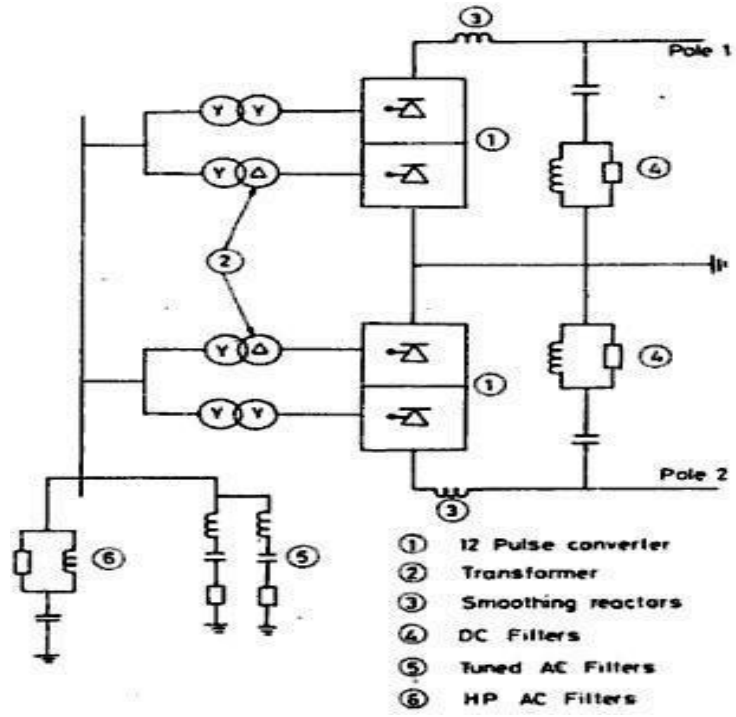 3
Pole 1
Y Y
1
Y Δ
4
2
Y Δ
4
1
Y Y
Pole 2
3
6
5
1 12 Pulse converter
2 Transformer
3 Smoothing reactors
4 DC Filters
5 Tuned AC Filters
6 HP AC Filters